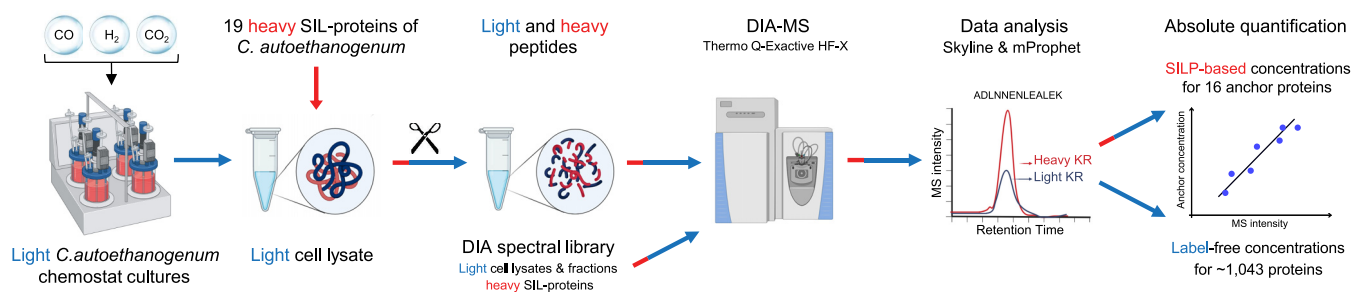 CO
H2
CO2
Light C.autoethanogenum
chemostat cultures
19 heavy SIL-proteins of
C. autoethanogenum
Light cell lysate
Light and heavy
peptides
DIA spectral library
Light cell lysates & fractions
heavy SIL-proteins
DIA-MS
Thermo Q-Exactive HF-X
Data analysis
Skyline & mProphet
ADLNNENLEALEK
MS intensity
Heavy KR
Light KR
Retention Time
Absolute quantification
SILP-based concentrations
for 16 anchor proteins
Anchor concentration
MS intensity
Label-free concentrations
for ~1,043 proteins